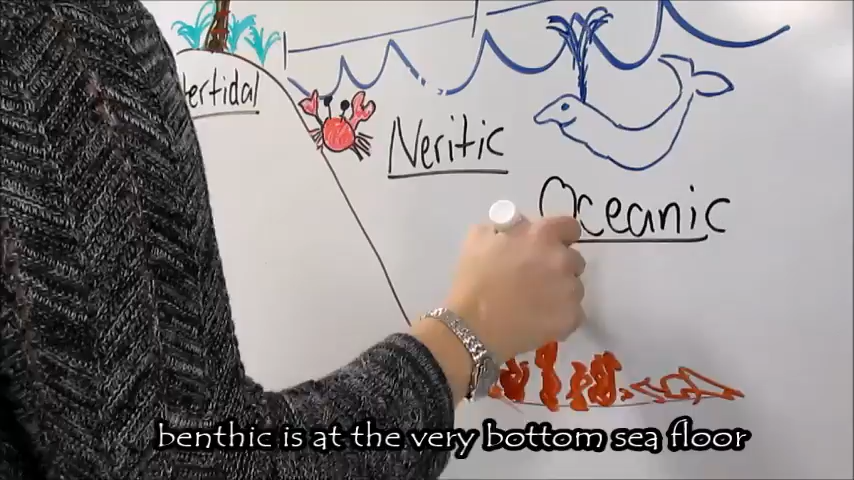 ertidal
Neritic
Oceanic
benthic is at the very bottom sea floor